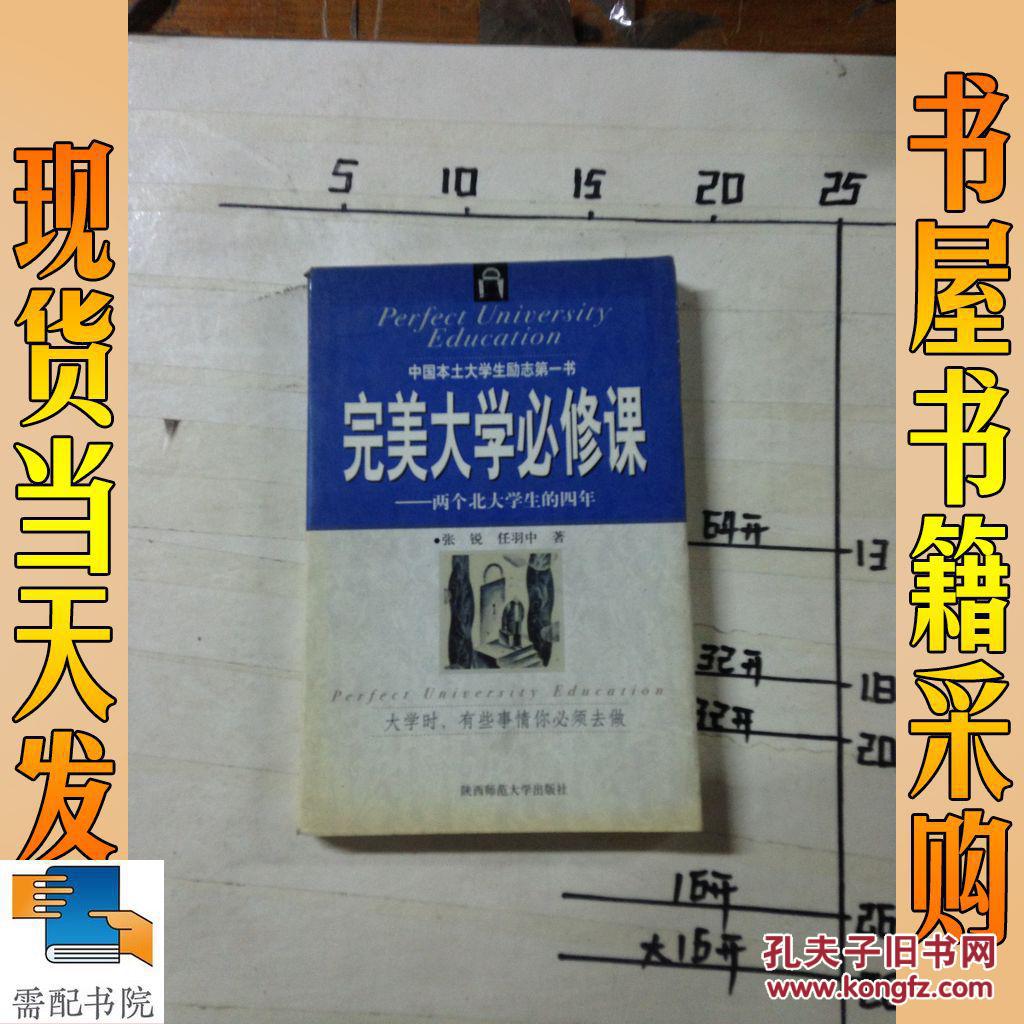 现货当天发
书屋书籍采购
5 10 15 20 25
Perfect University
Education
中国本土大学生励志第一书
完美大学必修课
——两个北大学生的四年
•张 锐 任羽中 著
Perfect University Education
大学时，有些事情你必须去做
陕西师范大学出版社
64开 13
32开 18
32开 20
16开 26
大16开
需配书院
孔夫子旧书网
www.kongfz.com